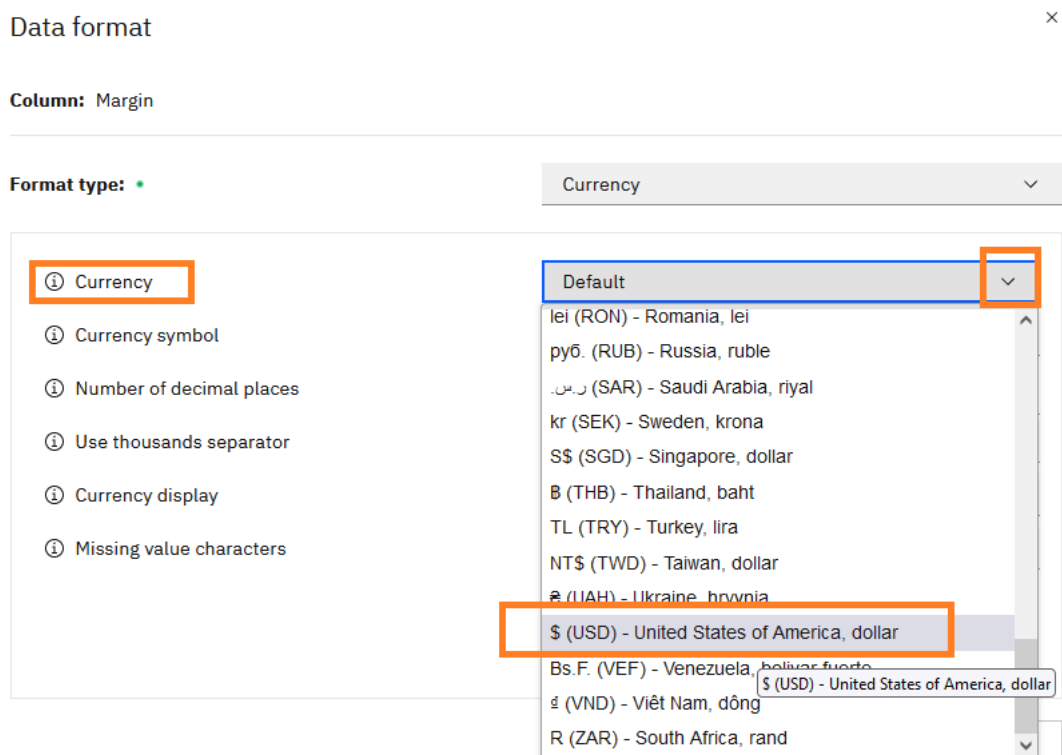 Data format
Column: Margin
Format type:
Currency
Currency
Default
Currency symbol
Number of decimal places
Use thousands separator
Currency display
Missing value characters
lei (RON) - Romania, lei
руб. (RUB) - Russia, ruble
ر.س. (SAR) - Saudi Arabia, riyal
kr (SEK) - Sweden, krona
S$ (SGD) - Singapore, dollar
฿ (THB) - Thailand, baht
TL (TRY) - Turkey, lira
NT$ (TWD) - Taiwan, dollar
₴ (UAH) - Ukraine, hryvnia
$ (USD) - United States of America, dollar
Bs.F. (VEF) - Venezuela, bolivar fuerte
$ (USD) - United States of America, dollar
₫ (VND) - Viêt Nam, dông
R (ZAR) - South Africa, rand